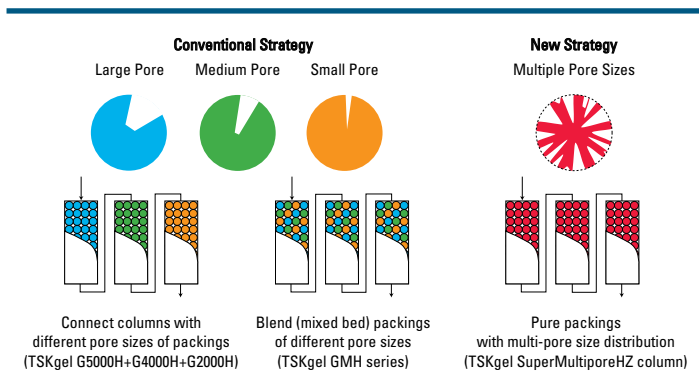 Conventional Strategy
New Strategy
Large Pore
Medium Pore
Small Pore
Multiple Pore Sizes
Connect columns with
different pore sizes of packings
(TSKgel G5000H+G4000H+G2000H)
Blend (mixed bed) packings
of different pore sizes
(TSKgel GMH series)
Pure packings
with multi-pore size distribution
(TSKgel SuperMultiporeHZ column)